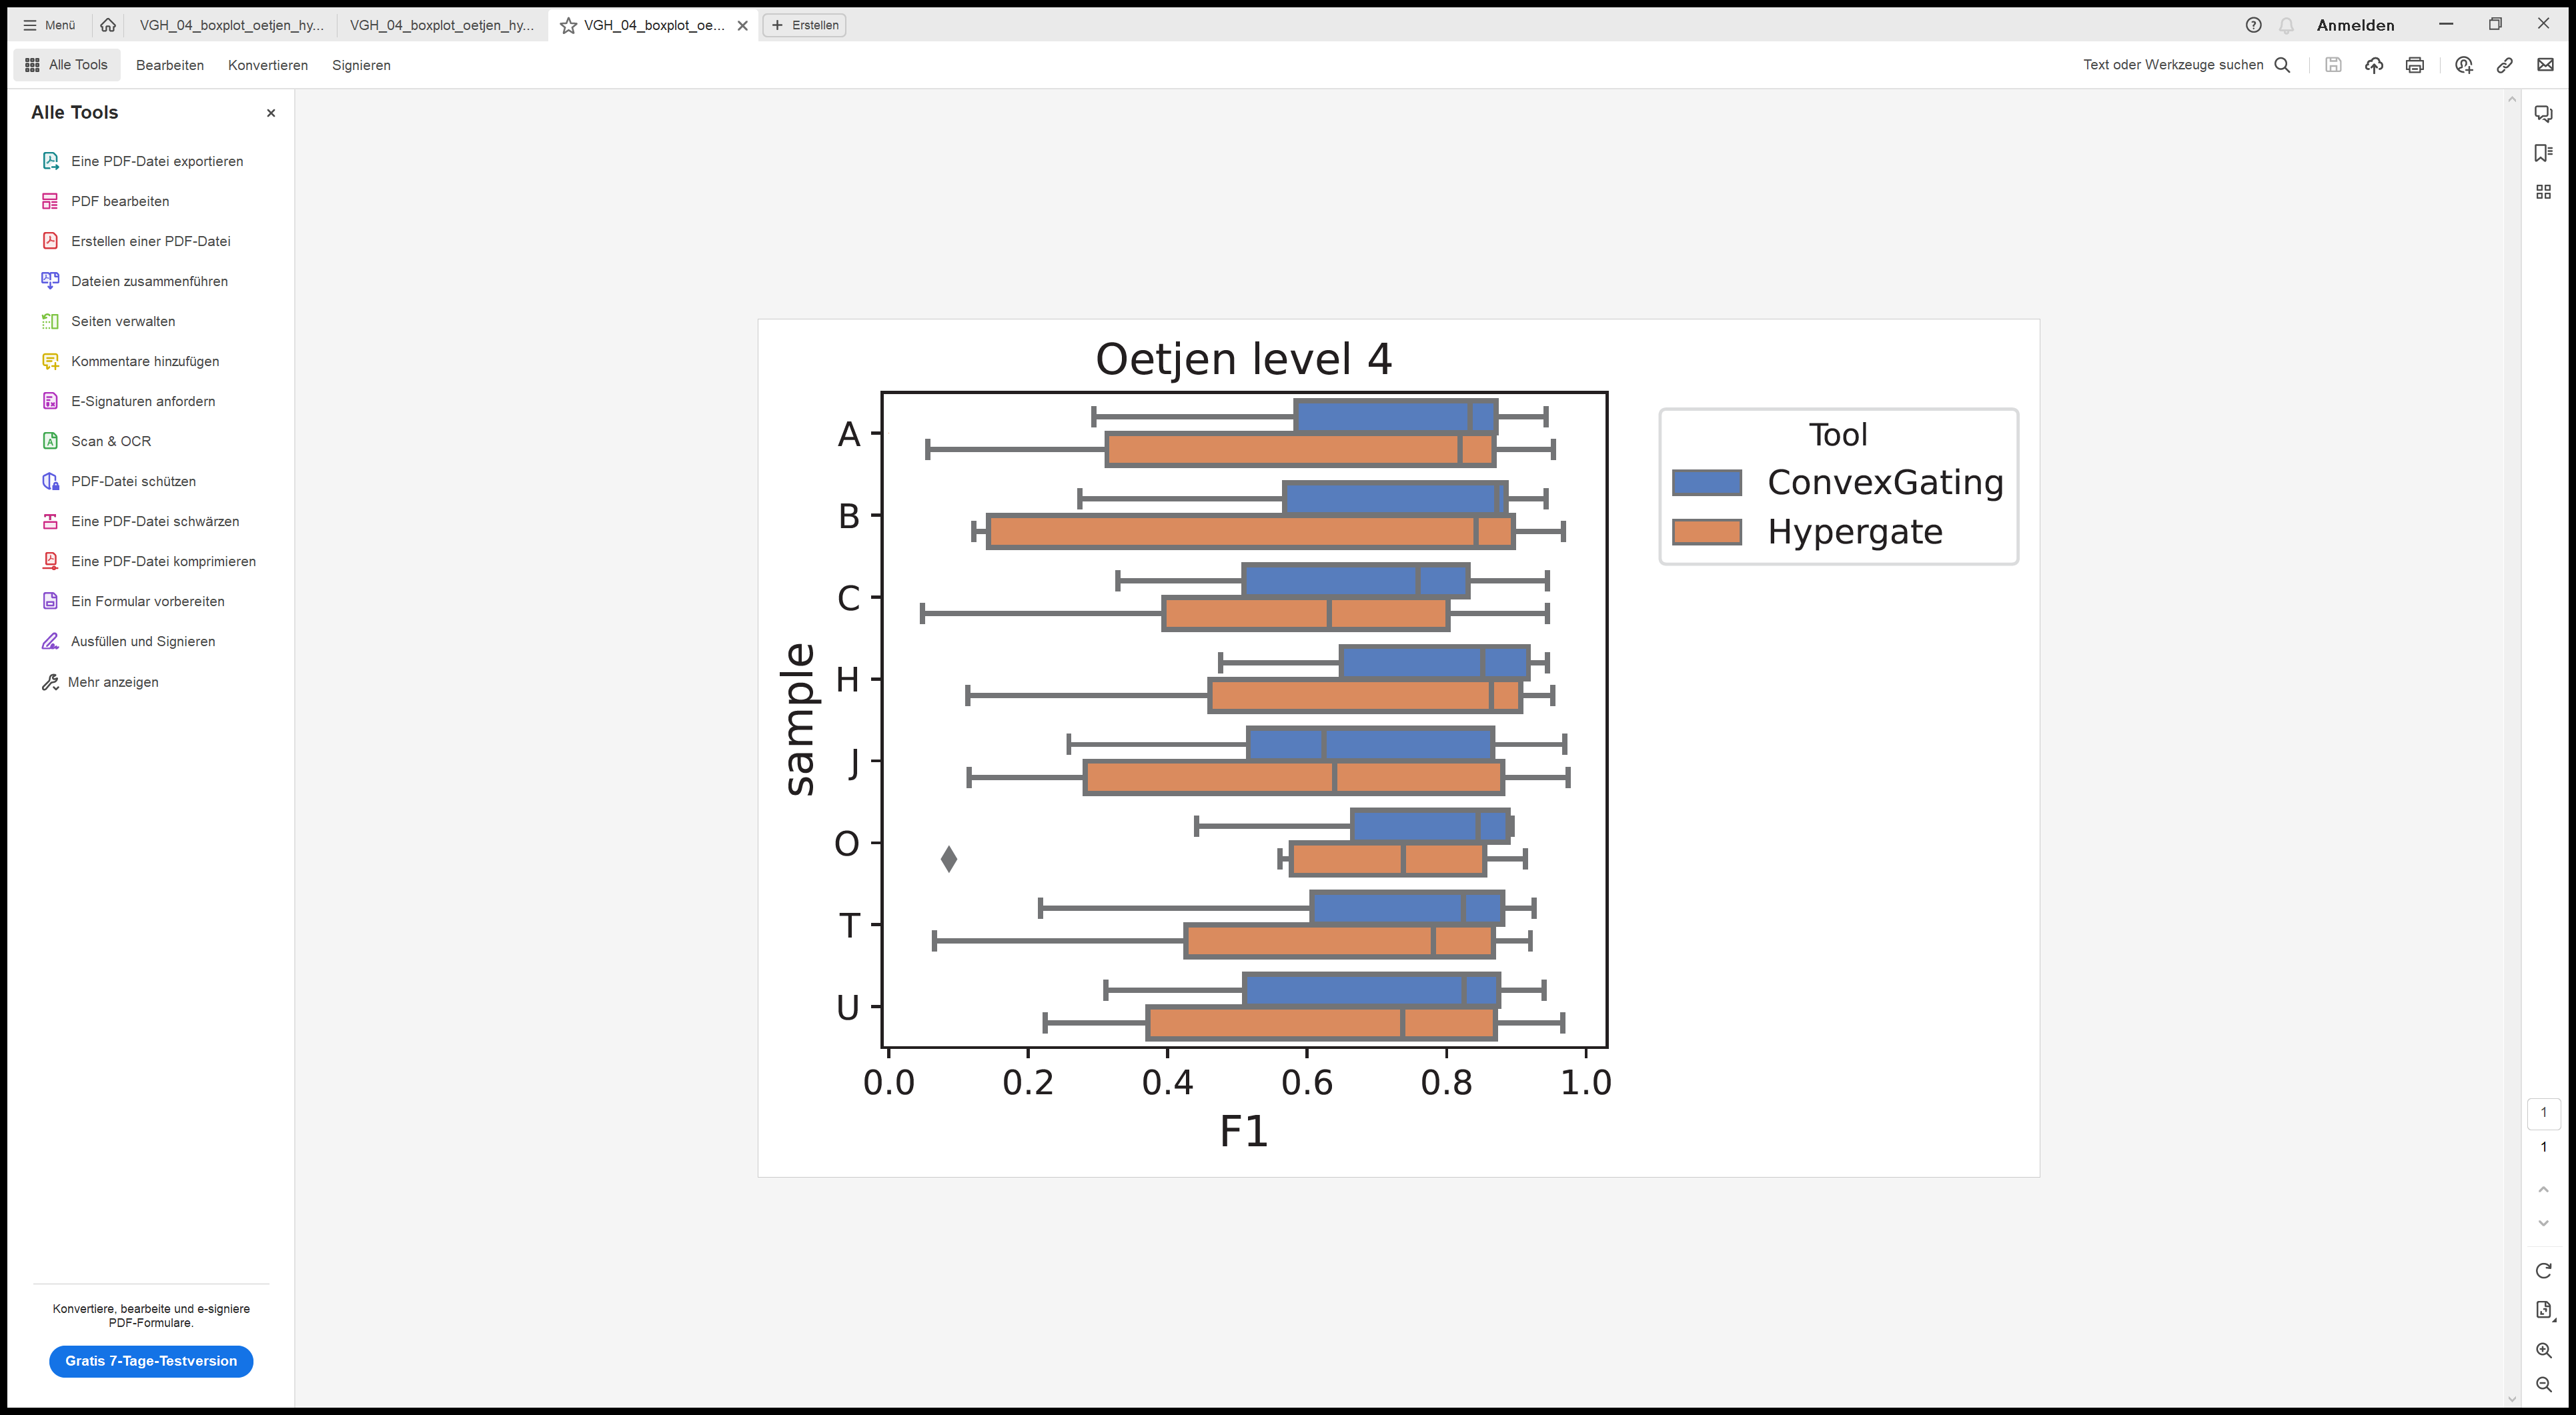 Menü
VGH_04_boxplot_oetjen_hy...
VGH_04_boxplot_oetjen_hy...
VGH_04_boxplot_oe...
Erstellen
Anmelden
Alle Tools
Bearbeiten
Konvertieren
Signieren
Text oder Werkzeuge suchen
Alle Tools
Eine PDF-Datei exportieren
PDF bearbeiten
Erstellen einer PDF-Datei
Dateien zusammenführen
Seiten verwalten
Kommentare hinzufügen
E-Signaturen anfordern
Scan & OCR
PDF-Datei schützen
Eine PDF-Datei schwärzen
Eine PDF-Datei komprimieren
Ein Formular vorbereiten
Ausfüllen und Signieren
Mehr anzeigen
Konvertiere, bearbeite und e-signiere
PDF-Formulare.
Gratis 7-Tage-Testversion
Oetjen level 4
sample
A
B
C
H
J
O
T
U
0.0 0.2 0.4 0.6 0.8 1.0
F1
Tool
ConvexGating
Hypergate
1
1